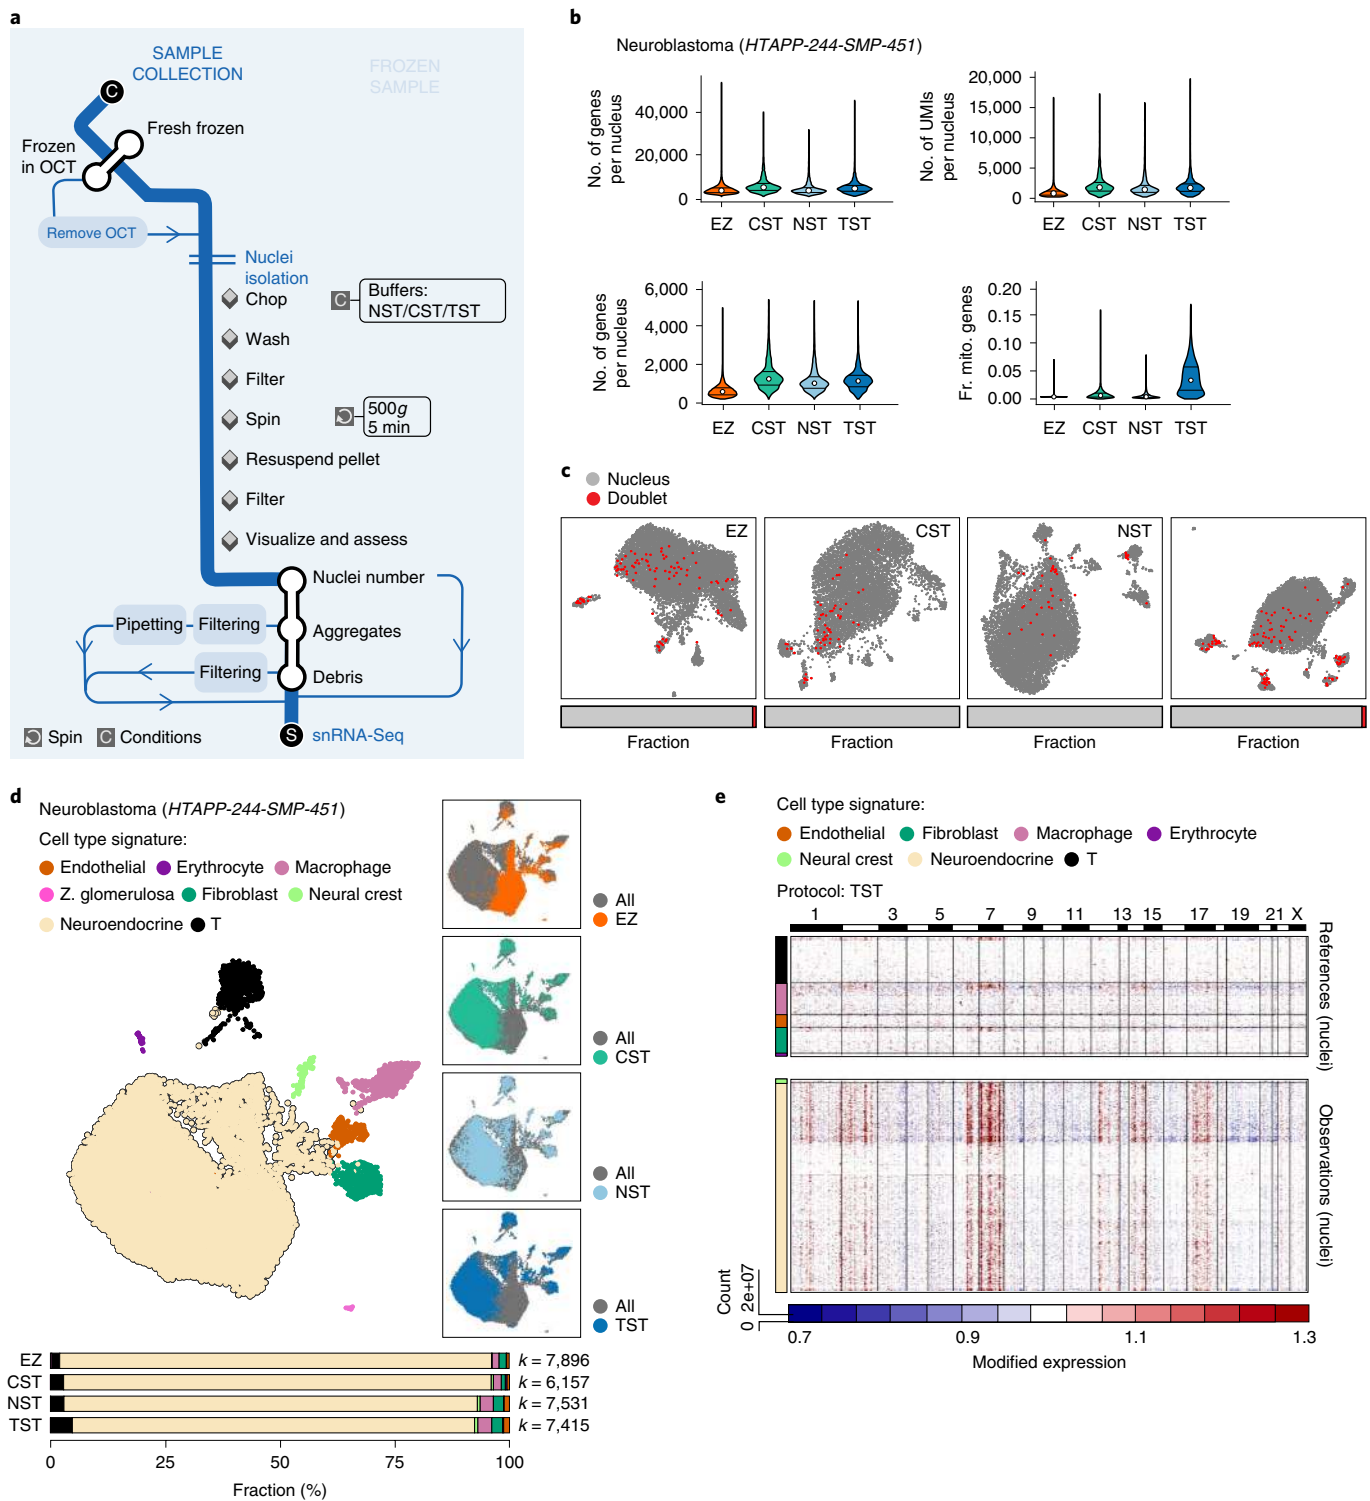 a
SAMPLE
COLLECTION
FROZEN
SAMPLE
C
Fresh frozen
Frozen
in OCT
Remove OCT
Nuclei
isolation
Chop
C
Buffers:
NST/CST/TST
Wash
Filter
Spin
500g
5 min
Resuspend pellet
Filter
Visualize and assess
Nuclei number
Pipetting
Filtering
Aggregates
Filtering
Debris
Spin
C
Conditions
S
snRNA-Seq
b
Neuroblastoma (HTAPP-244-SMP-451)
No. of genes
per nucleus
40,000
20,000
0
EZ CST NST TST
No. of UMIs
per nucleus
20,000
15,000
10,000
5,000
0
EZ CST NST TST
No. of genes
per nucleus
6,000
4,000
2,000
0
EZ CST NST TST
Fr. mito. genes
0.20
0.15
0.10
0.05
0.00
EZ CST NST TST
c
Nucleus
Doublet
EZ
CST
NST
Fraction
Fraction
Fraction
Fraction
d
Neuroblastoma (HTAPP-244-SMP-451)
Cell type signature:
Endothelial Erythrocyte Macrophage
Z. glomerulosa Fibroblast Neural crest
Neuroendocrine T
All
EZ
All
CST
All
NST
All
TST
EZ k = 7,896
CST k = 6,157
NST k = 7,531
TST k = 7,415
0 25 50 75 100
Fraction (%)
e
Cell type signature:
Endothelial Fibroblast Macrophage Erythrocyte
Neural crest Neuroendocrine T
Protocol: TST
1 3 5 7 9 11 13 15 17 19 21 X
References (nuclei)
Observations (nuclei)
Count
0 2e+07
0.7 0.9 1.1 1.3
Modified expression